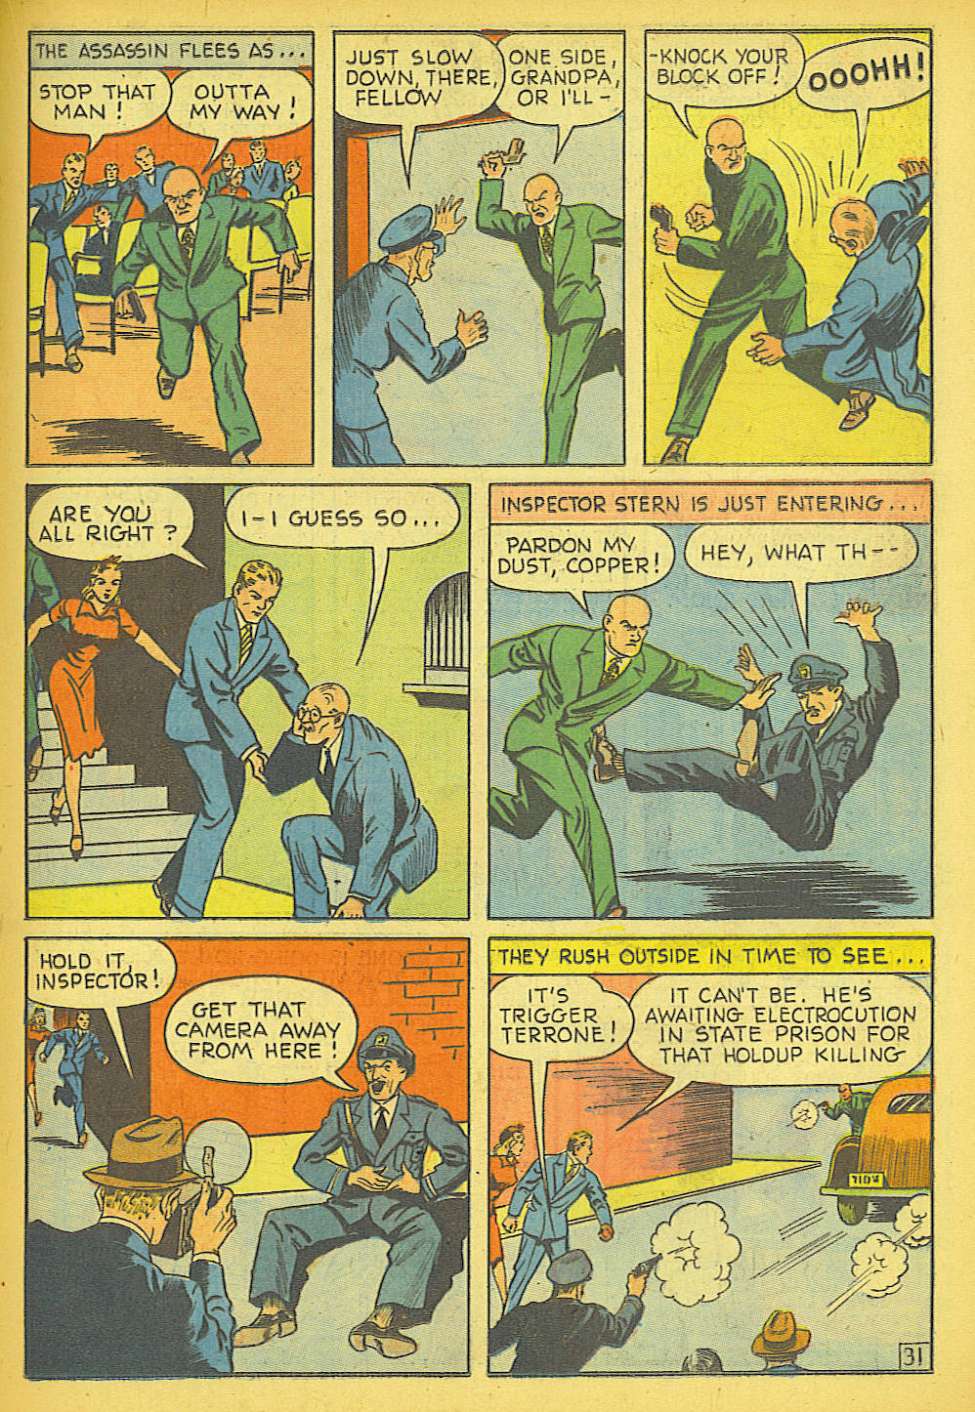 THE ASSASSIN FLEES AS...
STOP THAT
MAN!
OUTTA
MY WAY!
JUST SLOW
DOWN, THERE,
FELLOW
ONE SIDE,
GRANDPA,
OR I'LL -
-KNOCK YOUR
BLOCK OFF!
OOOHH!
ARE YOU
ALL RIGHT?
I-I GUESS SO...
INSPECTOR STERN IS JUST ENTERING...
PARDON MY
DUST, COPPER!
HEY, WHAT TH--
HOLD IT,
INSPECTOR!
GET THAT
CAMERA AWAY
FROM HERE!
THEY RUSH OUTSIDE IN TIME TO SEE...
IT'S
TRIGGER
TERRONE!
IT CAN'T BE. HE'S
AWAITING ELECTROCUTION
IN STATE PRISON FOR
THAT HOLDUP KILLING
31